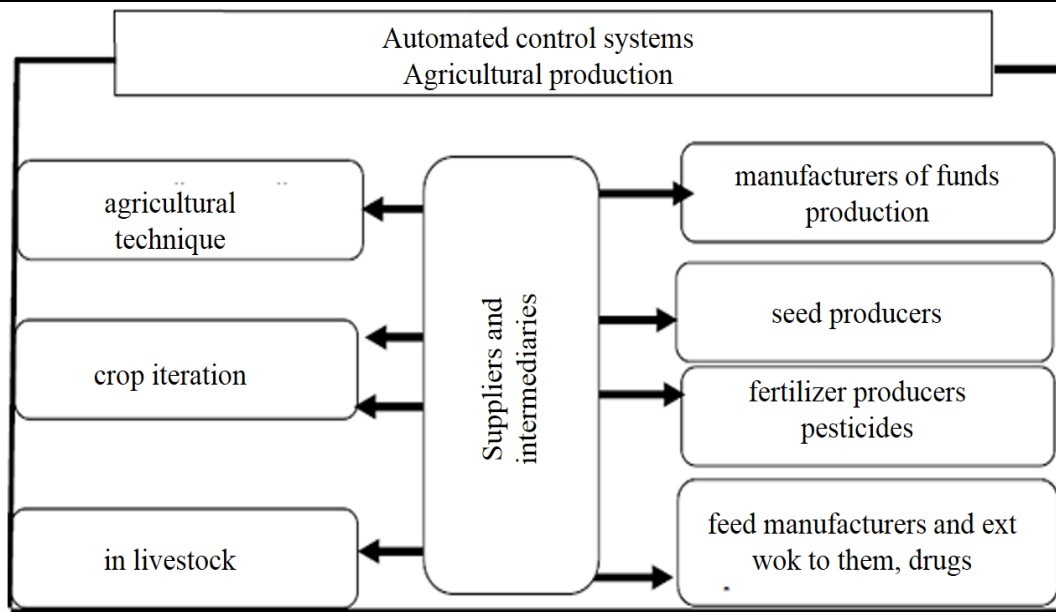 Automated control systems
Agricultural production
agricultural
technique
crop iteration
in livestock
Suppliers and
intermediaries
manufacturers of funds
production
seed producers
fertilizer producers
pesticides
feed manufacturers and ext
wok to them, drugs